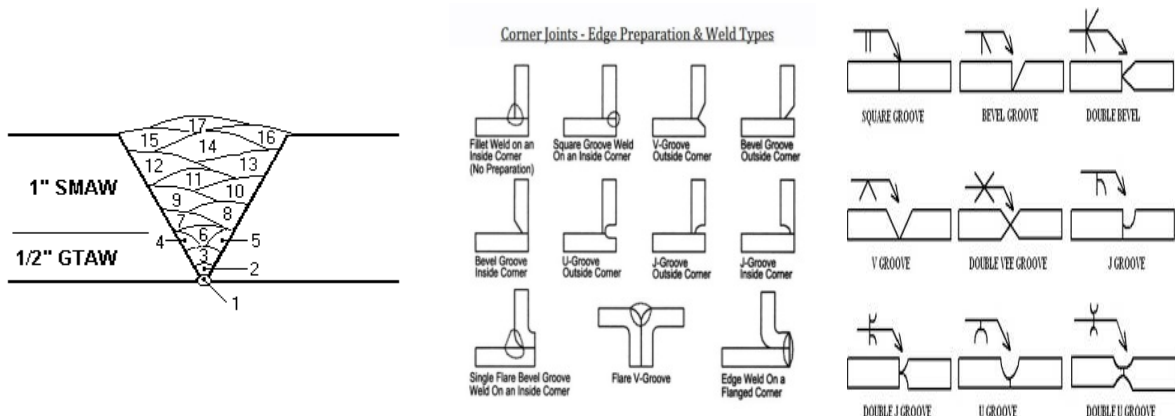 17
15
16
14
12
13
11
1" SMAW
10
9
8
7
4
6
5
1/2" GTAW
3
2
1
Corner Joints - Edge Preparation & Weld Types
Fillet Weld on an
Inside Corner
(No Preparation)
Square Groove Weld
On an Inside Corner
V-Groove
Outside Corner
Bevel Groove
Outside Corner
Bevel Groove
Inside Corner
U-Groove
Outside Corner
J-Groove
Outside Corner
J-Groove
Inside Corner
Single Flare Bevel Groove
Weld On an Inside Corner
Flare V-Groove
Edge Weld On a
Flanged Corner
SQUARE GROOVE
BEVEL GROOVE
DOUBLE BEVEL
V GROOVE
DOUBLE VEE GROOVE
J GROOVE
DOUBLE J GROOVE
U GROOVE
DOUBLE U GROOVE